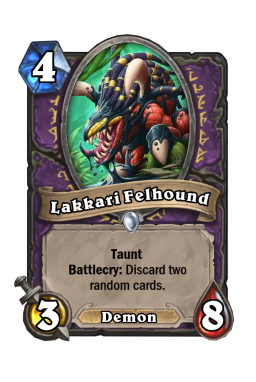 4
Lakkari Felhound
Taunt
Battlecry: Discard two
random cards.
3
Demon
8